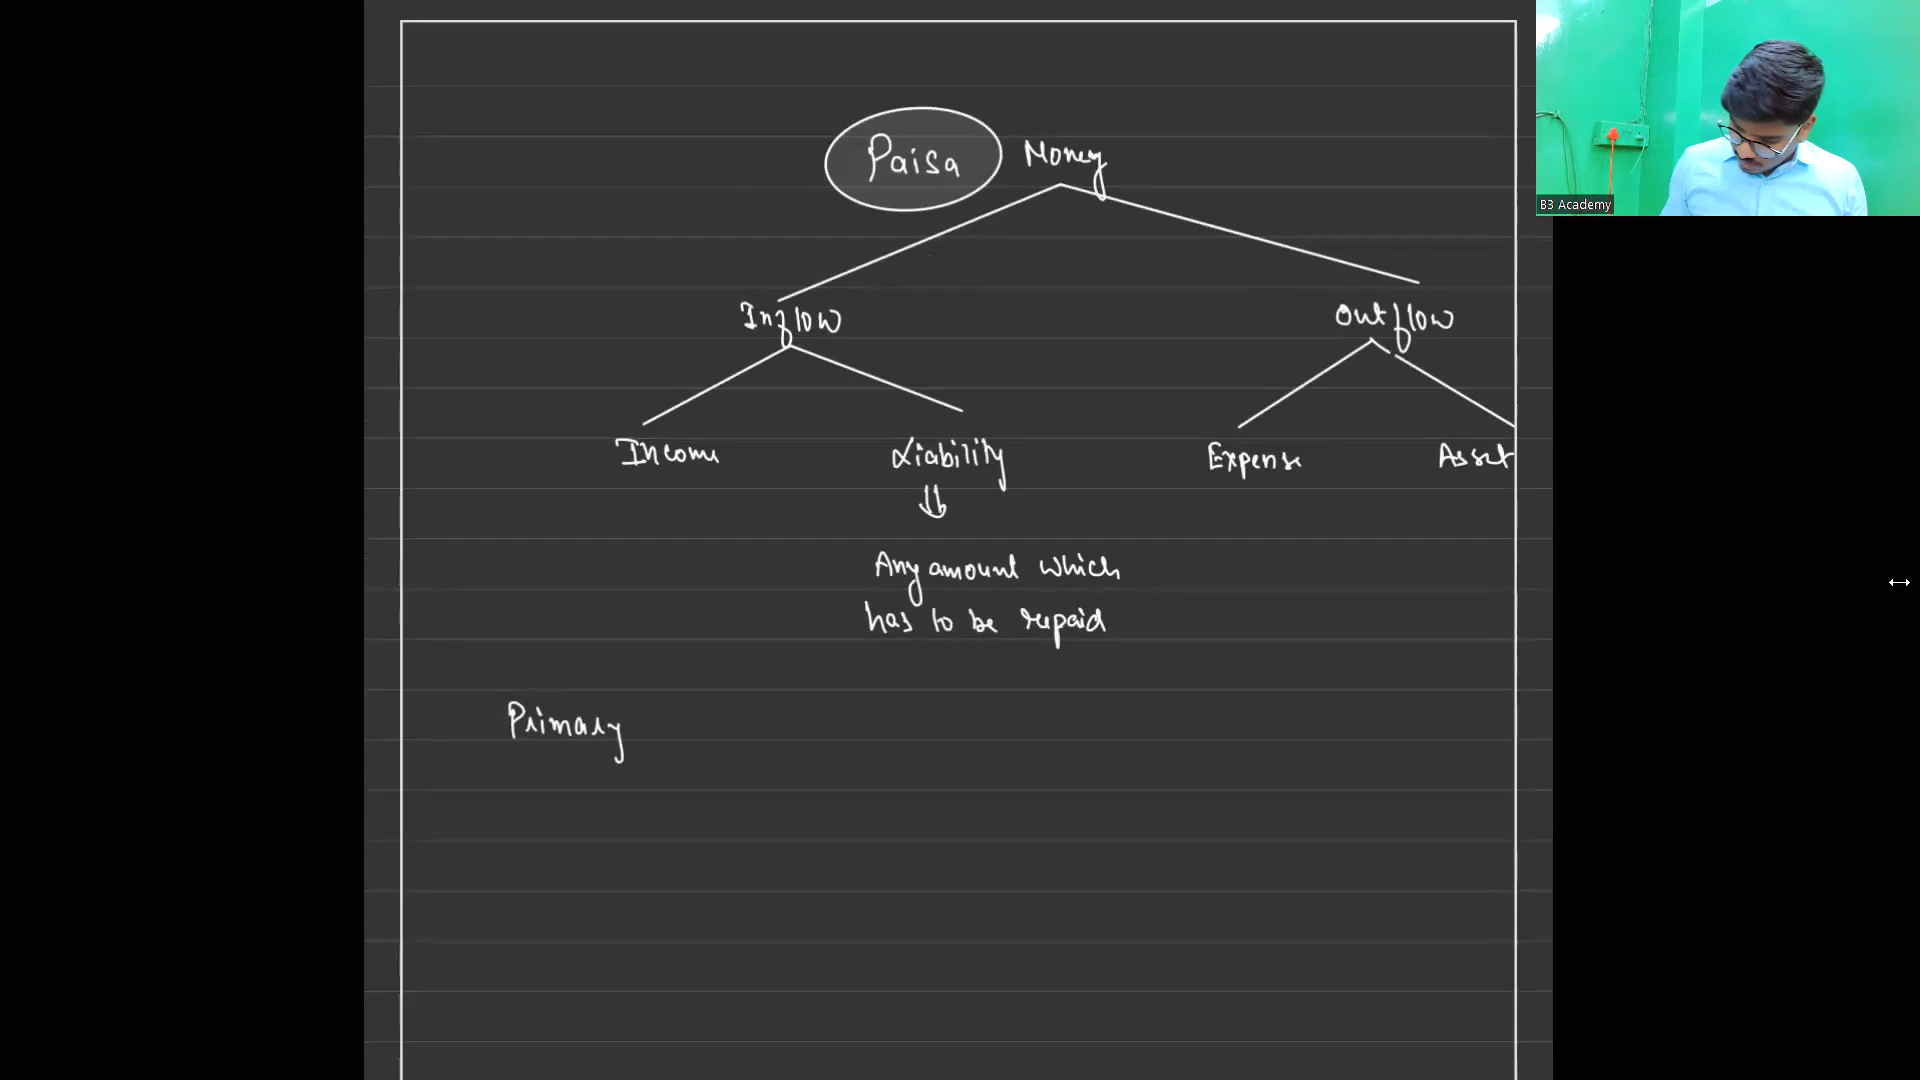 Paisa Money
Inflow Outflow
Income Liability Expense Asset
Any amount which
has to be repaid
Primary
B3 Academy